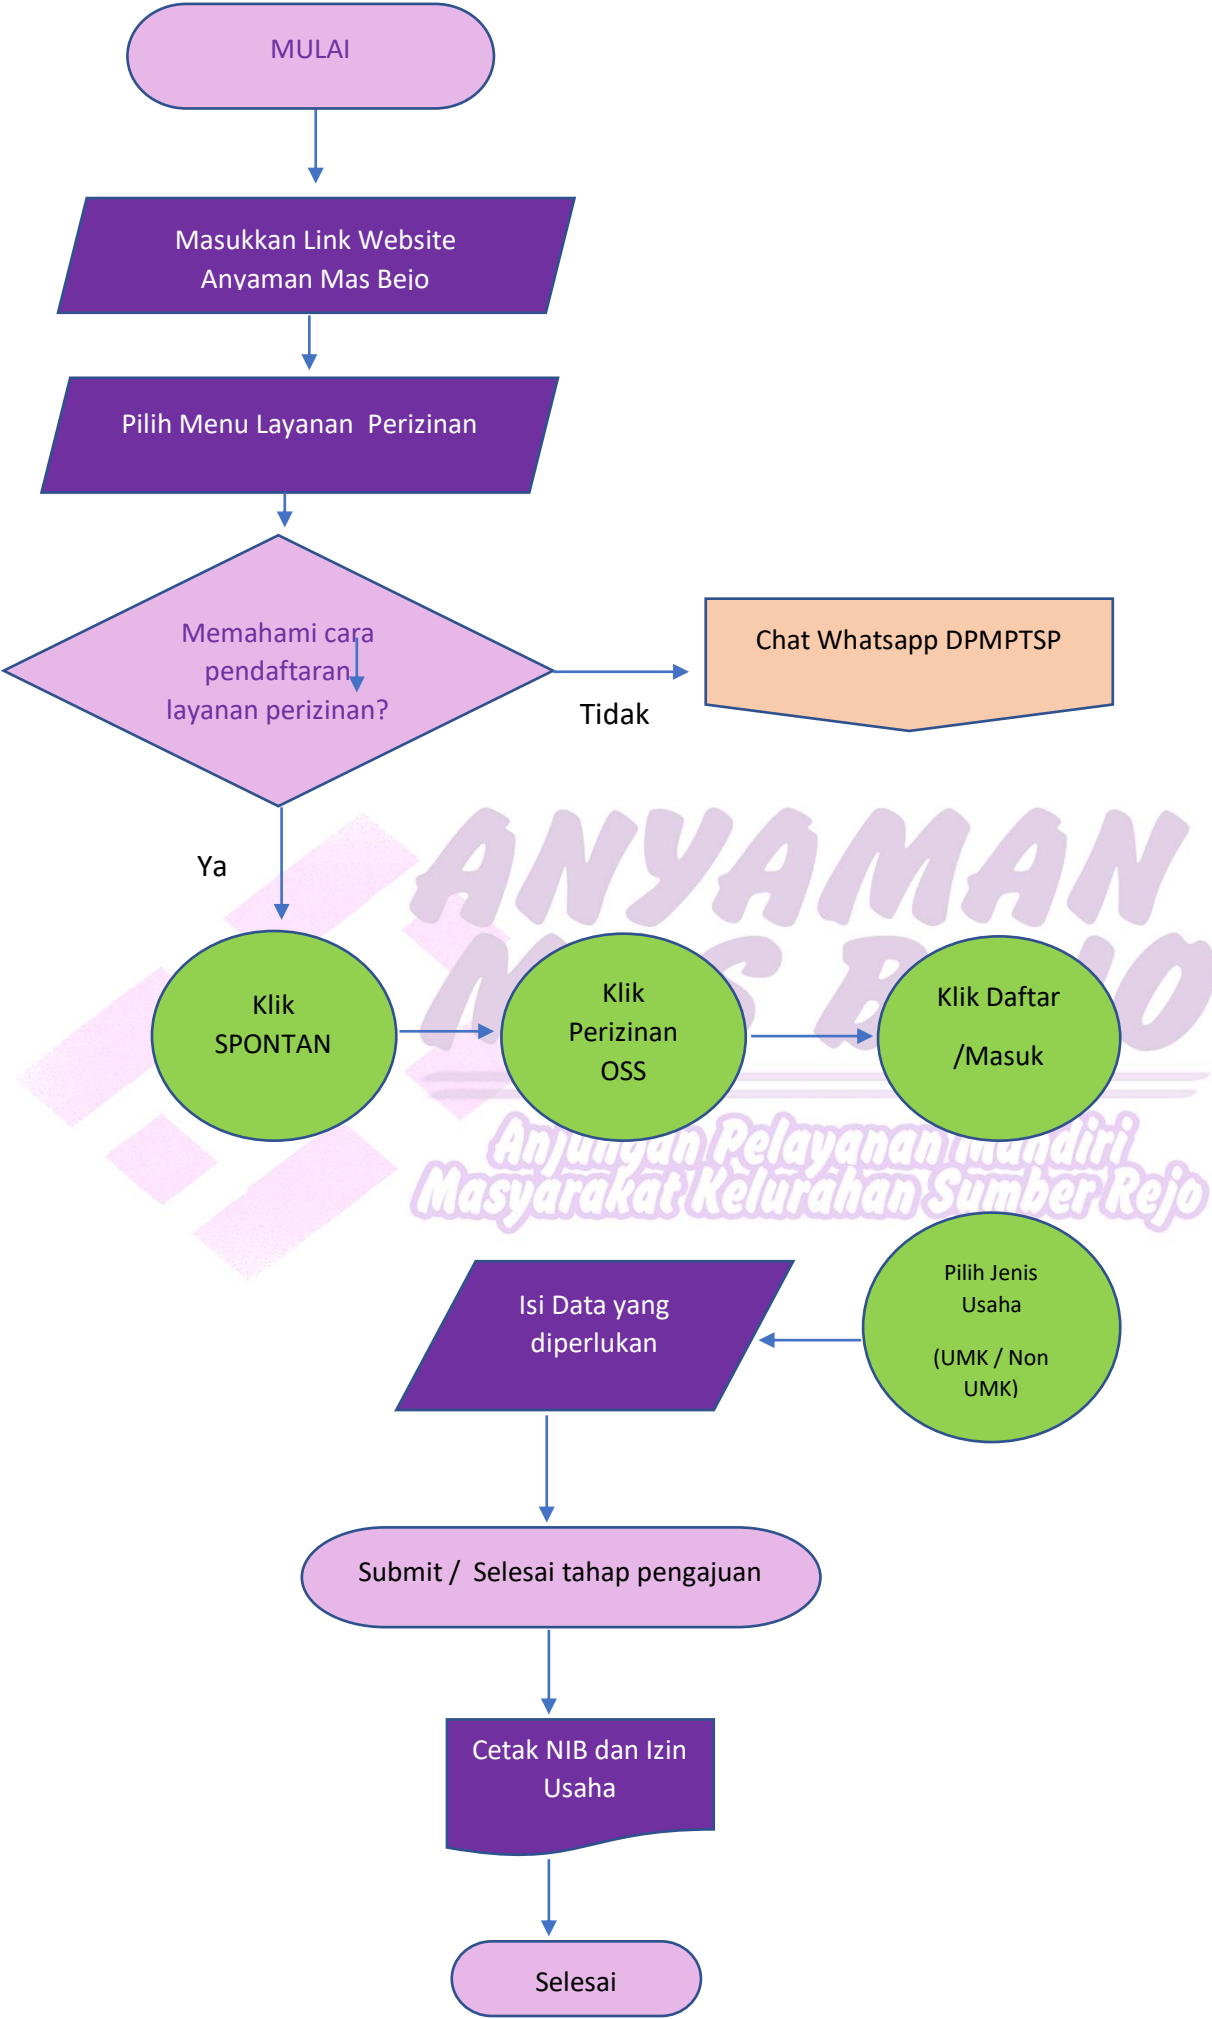 MULAI
Masukkan Link Website
Anyaman Mas Bejo
Pilih Menu Layanan Perizinan
Memahami cara
pendaftaran
layanan perizinan?
Chat Whatsapp DPMPTSP
Tidak
Ya
ANYAMAN
MAS BEJO
Klik
SPONTAN
Klik
Perizinan
OSS
Klik Daftar
/Masuk
Anjungan Pelayanan Mandiri
Masyarakat Kelurahan Sumber Rejo
Pilih Jenis
Usaha
(UMK / Non
UMK)
Isi Data yang
diperlukan
Submit / Selesai tahap pengajuan
Cetak NIB dan Izin
Usaha
Selesai